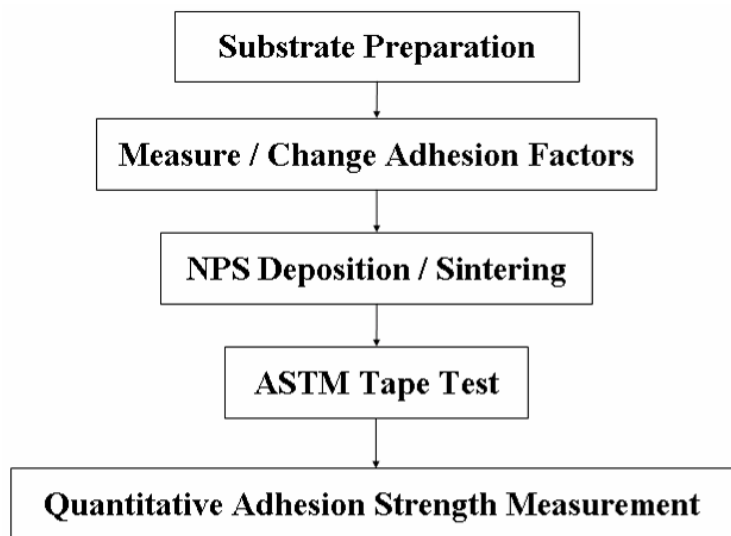 Substrate Preparation
Measure / Change Adhesion Factors
NPS Deposition / Sintering
ASTM Tape Test
Quantitative Adhesion Strength Measurement